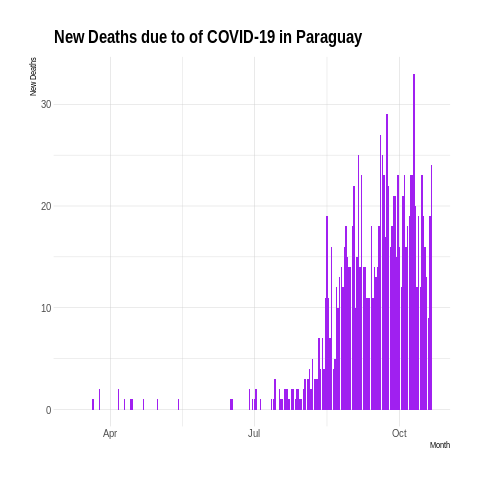 New Deaths due to of COVID-19 in Paraguay
New Deaths
30
20
10
0
Apr
Jul
Oct
Month